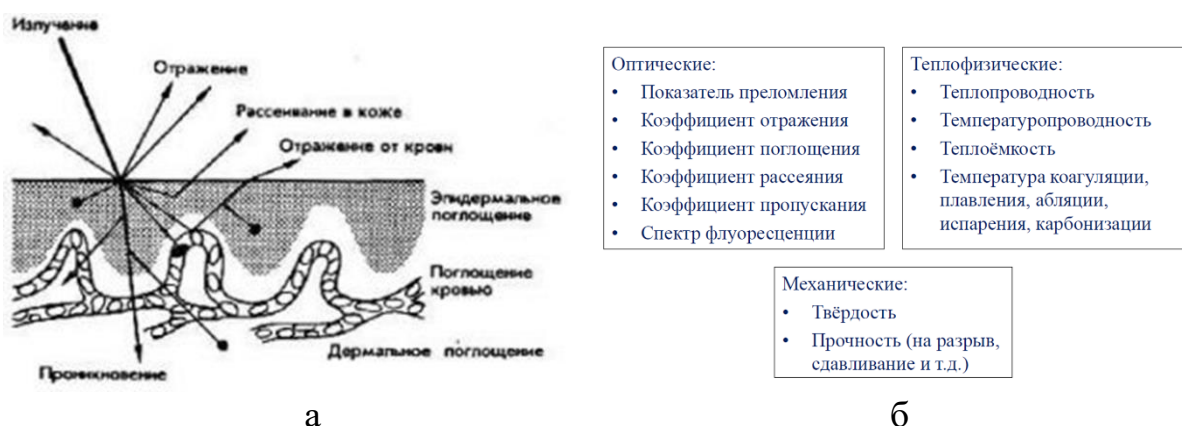 Излучение
Отражение
Рассеивание в коже
Отражение от крови
Эпидермальное
поглощение
Поглощение
кровью
Дермальное поглощение
Проникновение
а
Оптические:
• Показатель преломления
• Коэффициент отражения
• Коэффициент поглощения
• Коэффициент рассеяния
• Коэффициент пропускания
• Спектр флуоресценции
Теплофизические:
• Теплопроводность
• Температуропроводность
• Теплоёмкость
• Температура коагуляции,
плавления, абляции,
испарения, карбонизации
Механические:
• Твёрдость
• Прочность (на разрыв,
сдавливание и т.д.)
б